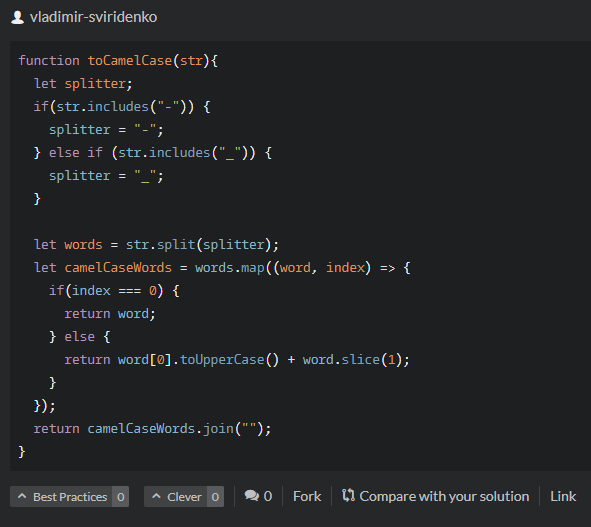 vladimir-sviridenko
function toCamelCase(str){
  let splitter;
  if(str.includes("-")) {
    splitter = "-";
  } else if (str.includes("_")) {
    splitter = "_";
  }

  let words = str.split(splitter);
  let camelCaseWords = words.map((word, index) => {
    if(index === 0) {
      return word;
    } else {
      return word[0].toUpperCase() + word.slice(1);
    }
  });
  return camelCaseWords.join("");
}
Best Practices 0 Clever 0 0 Fork Compare with your solution Link